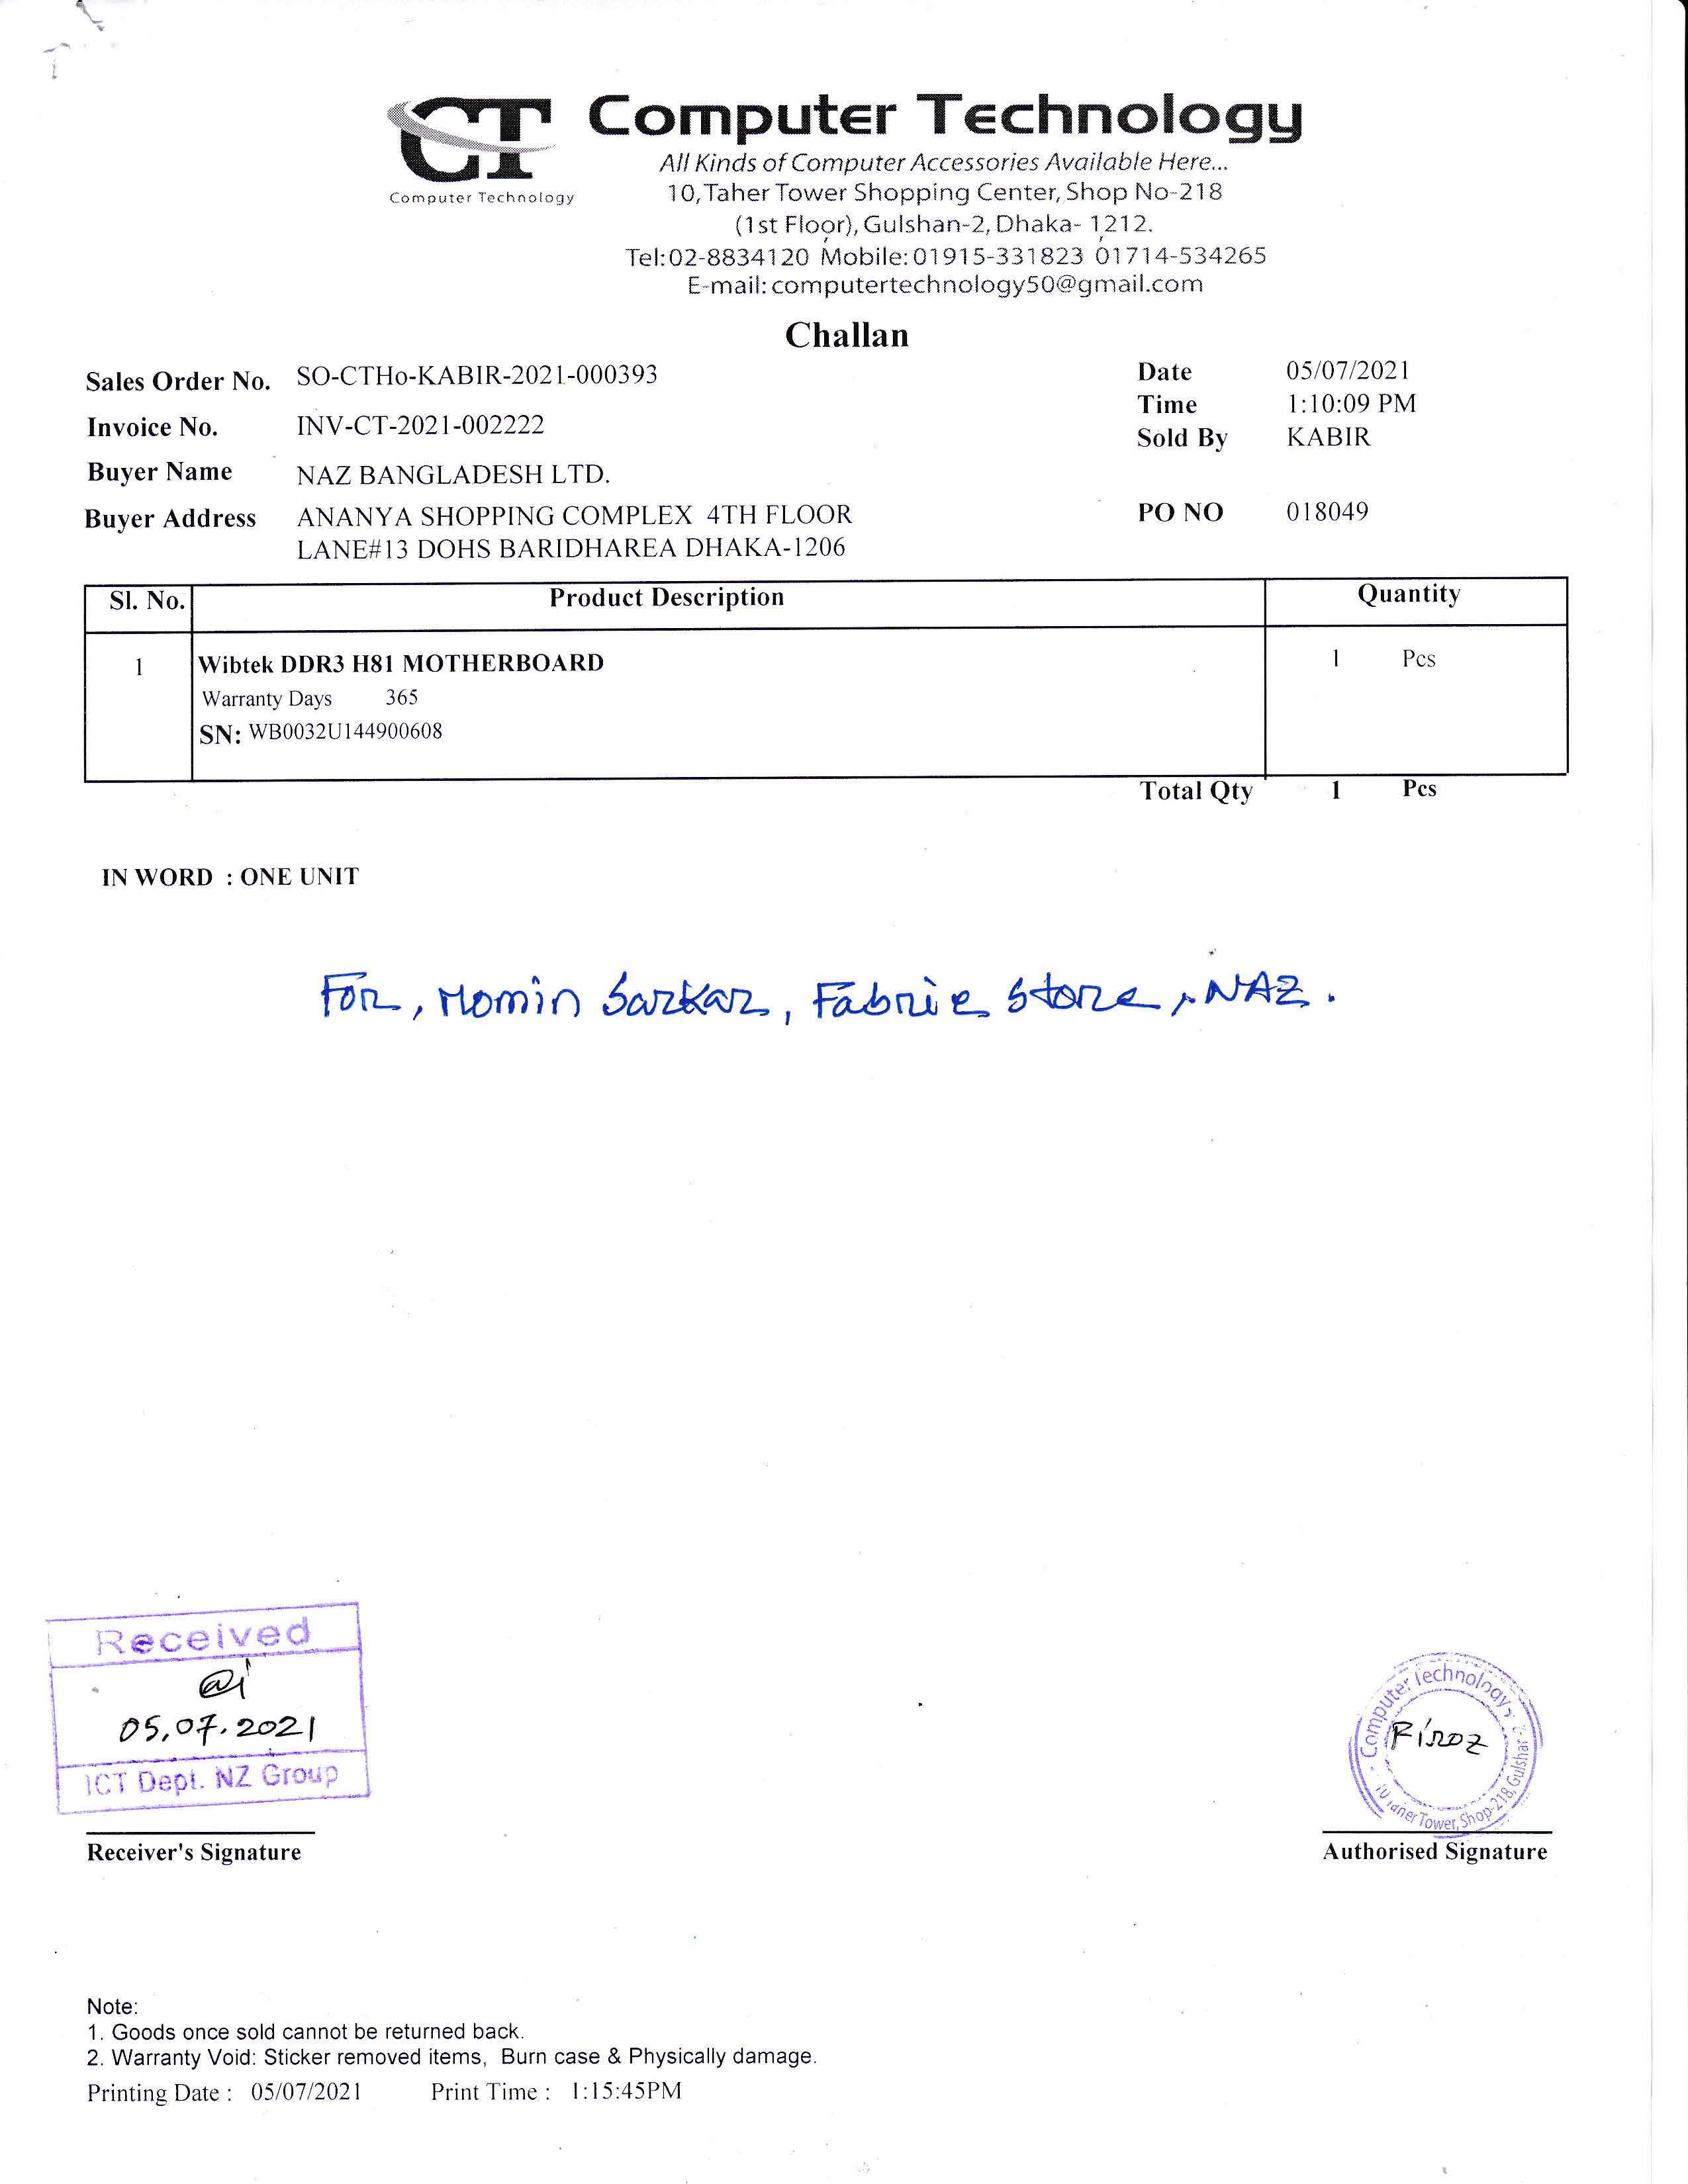 CT Computer Technology
Computer Technology
All Kinds of Computer Accessories Available Here...
10, Taher Tower Shopping Center, Shop No-218
(1st Floor), Gulshan-2, Dhaka- 1212.
Tel:02-8834120 Mobile: 01915-331823 01714-534265
E-mail: computertechnology50@gmail.com
Challan
Sales Order No. SO-CTHo-KABIR-2021-000393
Date 05/07/2021
Time 1:10:09 PM
Invoice No. INV-CT-2021-002222
Sold By KABIR
Buyer Name NAZ BANGLADESH LTD.
Buyer Address ANANYA SHOPPING COMPLEX 4TH FLOOR
PO NO 018049
LANE#13 DOHS BARIDHAREA DHAKA-1206
Sl. No. Product Description Quantity
1 Wibtek DDR3 H81 MOTHERBOARD 1 Pcs
Warranty Days 365
SN: WB0032U144900608
Total Qty 1 Pcs
IN WORD : ONE UNIT
For, Momin Sarkar, Fabric Store, NAZ.
Received
05.07.2021
ICT Dept. NZ Group
Receiver's Signature
Computer Technology
Firoz
10 Taher Tower, Shop-218, Gulshan
Authorised Signature
Note:
1. Goods once sold cannot be returned back.
2. Warranty Void: Sticker removed items, Burn case & Physically damage.
Printing Date : 05/07/2021 Print Time : 1:15:45PM